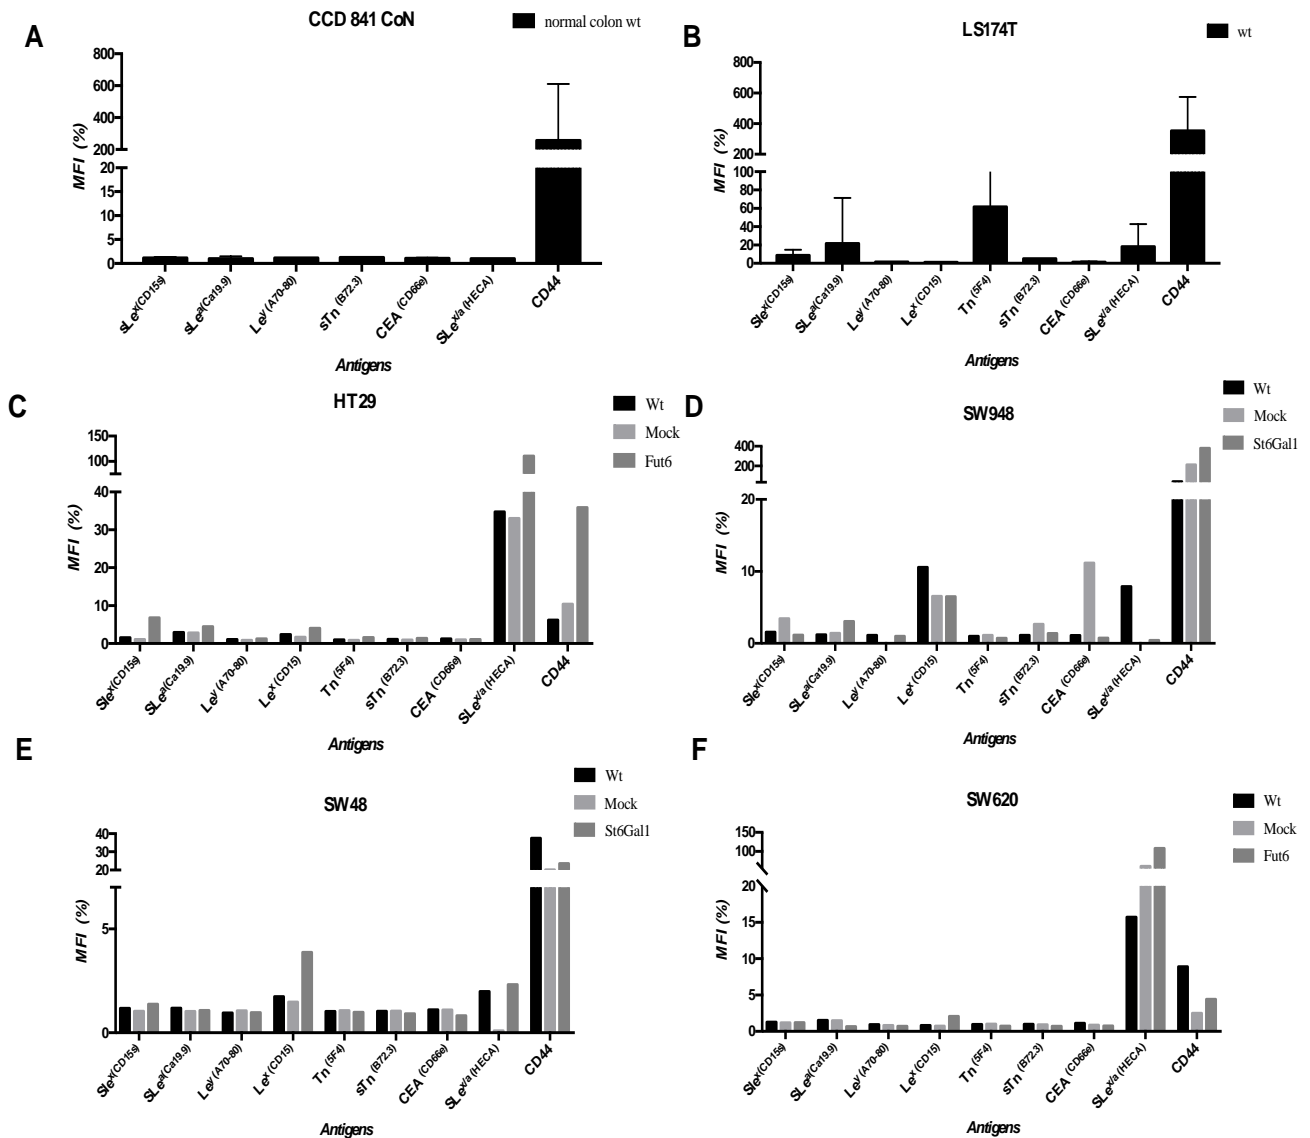 A
CCD 841 CoN
normal colon wt
MFI (%)
800
600
400
200
20
15
10
5
0
sLeˣ(CD15s)
sLeᵃ(Ca19.9)
Leʸ (A70-80)
sTn (B72.3)
CEA (CD66e)
SLeˣ/ᵃ (HECA)
CD44
Antigens
B
LS174T
wt
MFI (%)
800
600
400
200
100
80
60
40
20
0
Sleˣ(CD15s)
SLeᵃ(Ca19.9)
Leʸ (A70-80)
Leˣ (CD15)
Tn (5F4)
sTn (B72.3)
CEA (CD66e)
SLeˣ/ᵃ (HECA)
CD44
Antigens
C
HT29
Wt
Mock
Fut6
MFI (%)
150
100
40
30
20
10
0
Sleˣ(CD15s)
SLeᵃ(Ca19.9)
Leʸ (A70-80)
Leˣ (CD15)
Tn (5F4)
sTn (B72.3)
CEA (CD66e)
SLeˣ/ᵃ (HECA)
CD44
Antigens
D
SW948
Wt
Mock
St6Gal1
MFI (%)
400
200
20
10
0
Sleˣ(CD15s)
SLeᵃ(Ca19.9)
Leʸ (A70-80)
Leˣ (CD15)
Tn (5F4)
sTn (B72.3)
CEA (CD66e)
SLeˣ/ᵃ (HECA)
CD44
Antigens
E
SW48
Wt
Mock
St6Gal1
MFI (%)
40
30
20
5
0
Sleˣ(CD15s)
SLeᵃ(Ca19.9)
Leʸ (A70-80)
Leˣ (CD15)
Tn (5F4)
sTn (B72.3)
CEA (CD66e)
SLeˣ/ᵃ (HECA)
CD44
Antigens
F
SW620
Wt
Mock
Fut6
MFI (%)
150
100
20
15
10
5
0
Sleˣ(CD15s)
SLeᵃ(Ca19.9)
Leʸ (A70-80)
Leˣ (CD15)
Tn (5F4)
sTn (B72.3)
CEA (CD66e)
SLeˣ/ᵃ (HECA)
CD44
Antigens